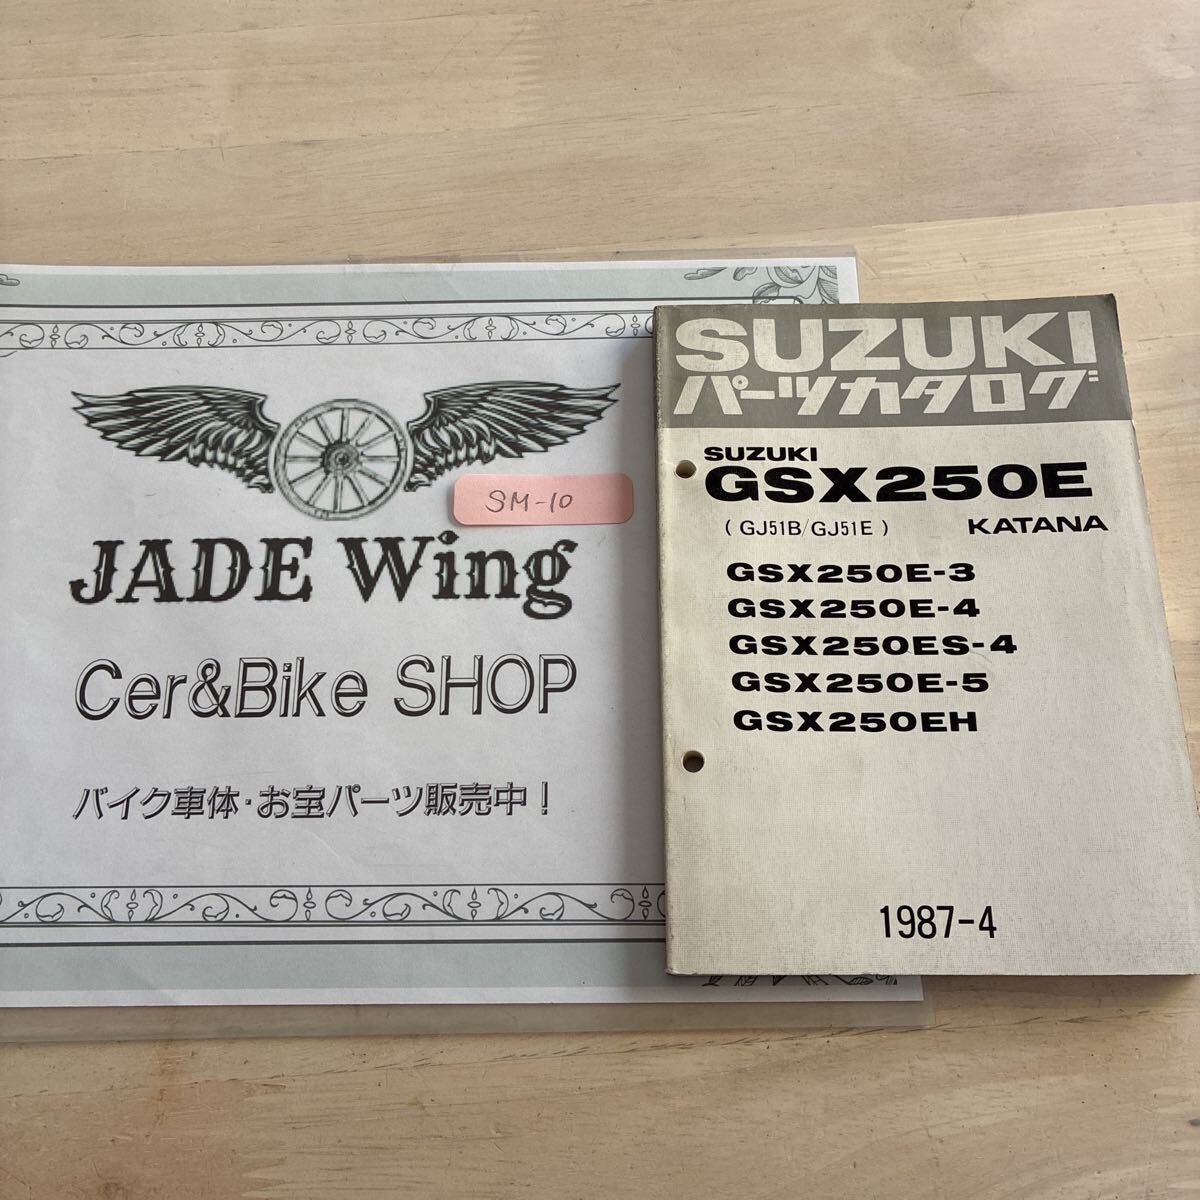 SM-10
JADE Wing
Cer&Bike SHOP
バイク車体・お宝パーツ販売中！
SUZUKI
パーツカタログ
SUZUKI
GSX250E
(GJ51B/GJ51E) KATANA
GSX250E-3
GSX250E-4
GSX250ES-4
GSX250E-5
GSX250EH
1987-4